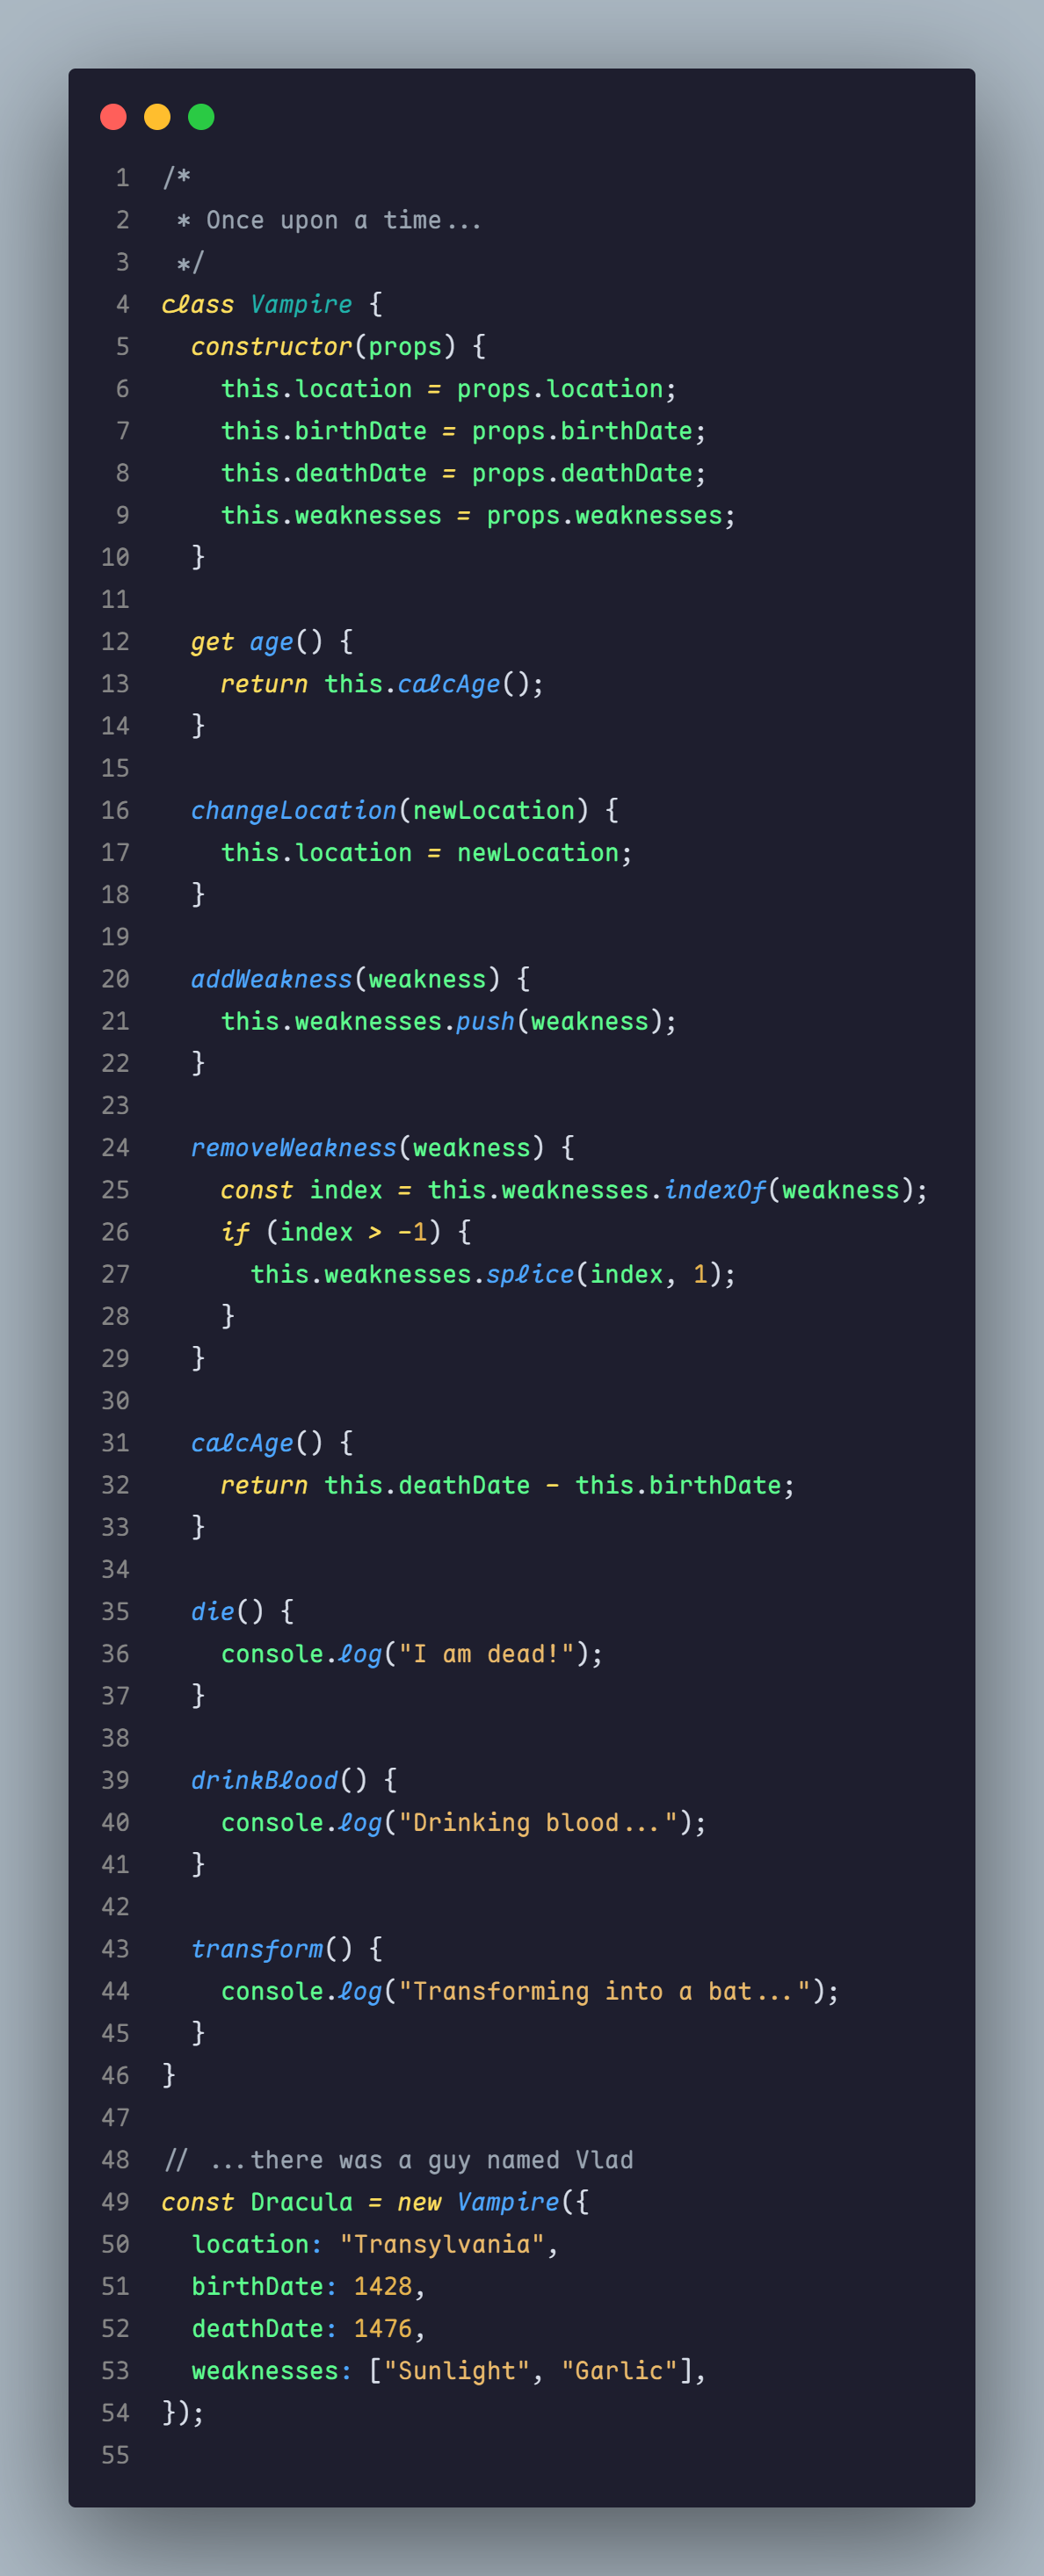 1 /*
2  * Once upon a time...
3  */
4 class Vampire {
5   constructor(props) {
6     this.location = props.location;
7     this.birthDate = props.birthDate;
8     this.deathDate = props.deathDate;
9     this.weaknesses = props.weaknesses;
10   }
11
12   get age() {
13     return this.calcAge();
14   }
15
16   changeLocation(newLocation) {
17     this.location = newLocation;
18   }
19
20   addWeakness(weakness) {
21     this.weaknesses.push(weakness);
22   }
23
24   removeWeakness(weakness) {
25     const index = this.weaknesses.indexOf(weakness);
26     if (index > -1) {
27       this.weaknesses.splice(index, 1);
28     }
29   }
30
31   calcAge() {
32     return this.deathDate - this.birthDate;
33   }
34
35   die() {
36     console.log("I am dead!");
37   }
38
39   drinkBlood() {
40     console.log("Drinking blood...");
41   }
42
43   transform() {
44     console.log("Transforming into a bat...");
45   }
46 }
47
48 // ...there was a guy named Vlad
49 const Dracula = new Vampire({
50   location: "Transylvania",
51   birthDate: 1428,
52   deathDate: 1476,
53   weaknesses: ["Sunlight", "Garlic"],
54 });
55